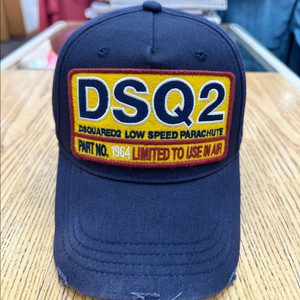 DSQ2
DSQUARED2 LOW SPEED PARACHUTE
PART NO. 1964 LIMITED TO USE IN AIR